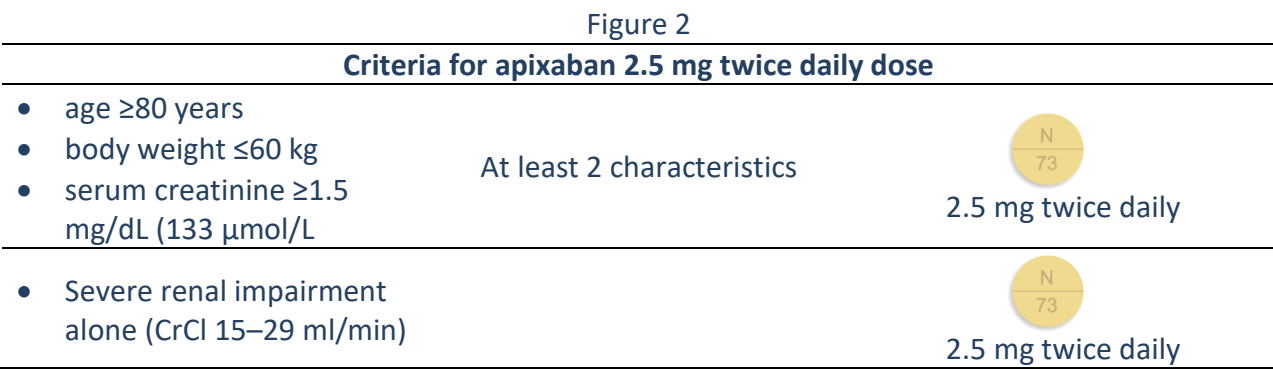 Figure 2
Criteria for apixaban 2.5 mg twice daily dose
• age ≥80 years
• body weight ≤60 kg
• serum creatinine ≥1.5
mg/dL (133 µmol/L
At least 2 characteristics
N
73
2.5 mg twice daily
• Severe renal impairment
alone (CrCl 15–29 ml/min)
N
73
2.5 mg twice daily